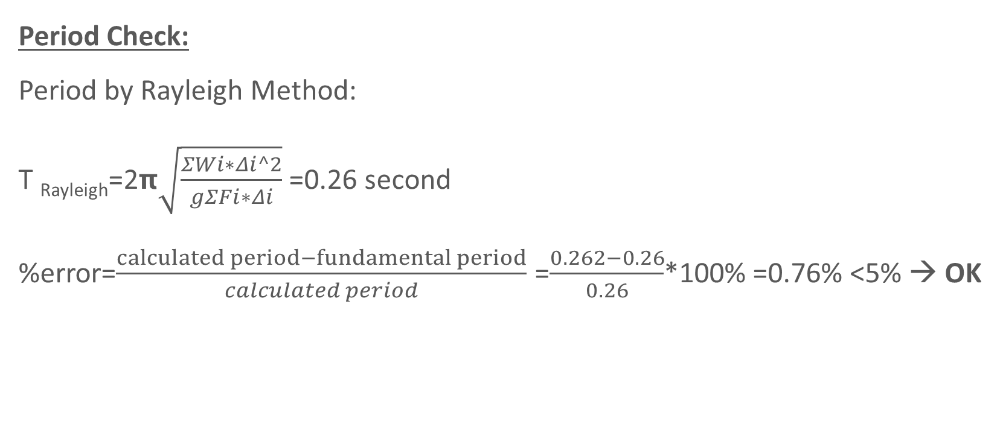 Period Check:
Period by Rayleigh Method:
T Rayleigh=2π√(ΣWi∗Δi^2/gΣFi∗Δi) =0.26 second
%error=calculated period−fundamental period/calculated period =0.262−0.26/0.26*100% =0.76% <5% → OK